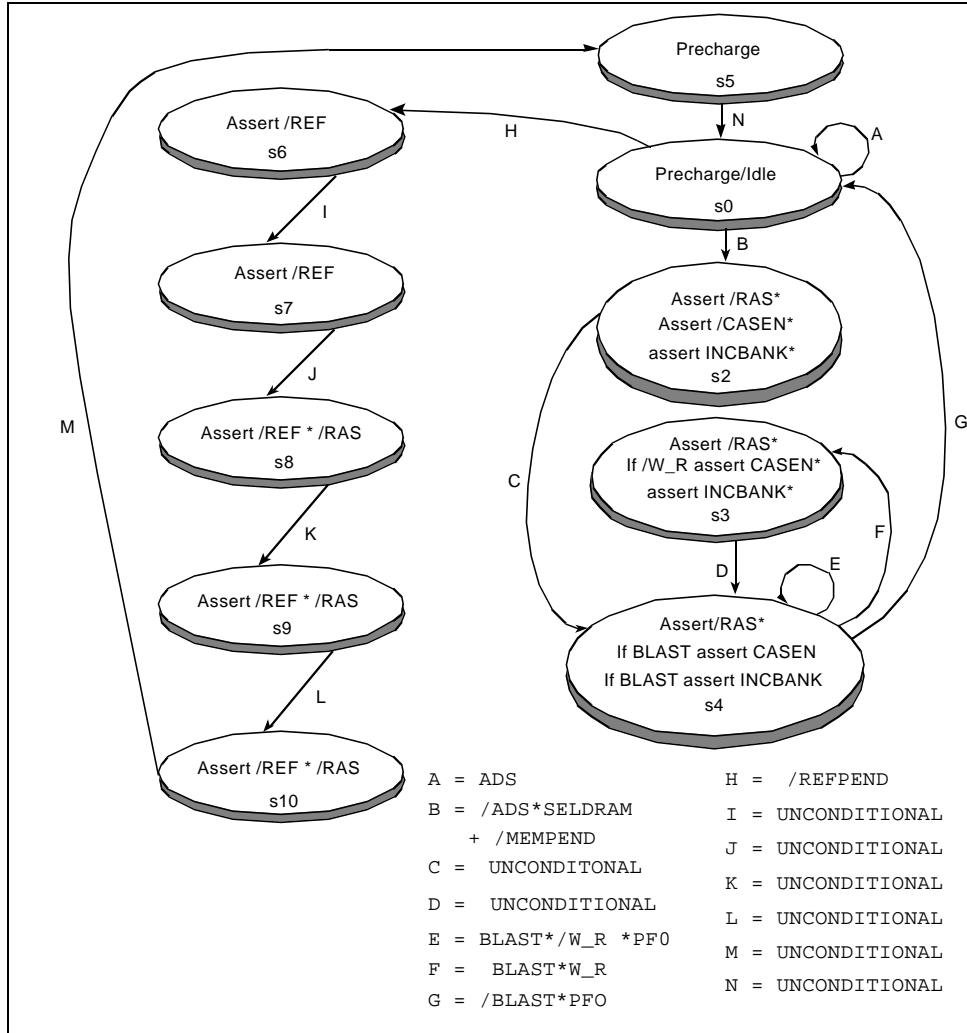 Precharge
s5
N
A
Precharge/Idle
s0
B
Assert /RAS*
Assert /CASEN*
assert INCBANK*
s2
Assert /RAS*
If /W_R assert CASEN*
assert INCBANK*
s3
C
D
E
F
G
Assert/RAS*
If BLAST assert CASEN
If BLAST assert INCBANK
s4
H
Assert /REF
s6
I
Assert /REF
s7
J
Assert /REF * /RAS
s8
K
Assert /REF * /RAS
s9
L
Assert /REF * /RAS
s10
M
A = ADS
B = /ADS*SELDRAM
+ /MEMPEND
C = UNCONDITONAL
D = UNCONDITIONAL
E = BLAST*/W_R *PF0
F = BLAST*W_R
G = /BLAST*PFO
H = /REFPEND
I = UNCONDITIONAL
J = UNCONDITIONAL
K = UNCONDITIONAL
L = UNCONDITIONAL
M = UNCONDITIONAL
N = UNCONDITIONAL